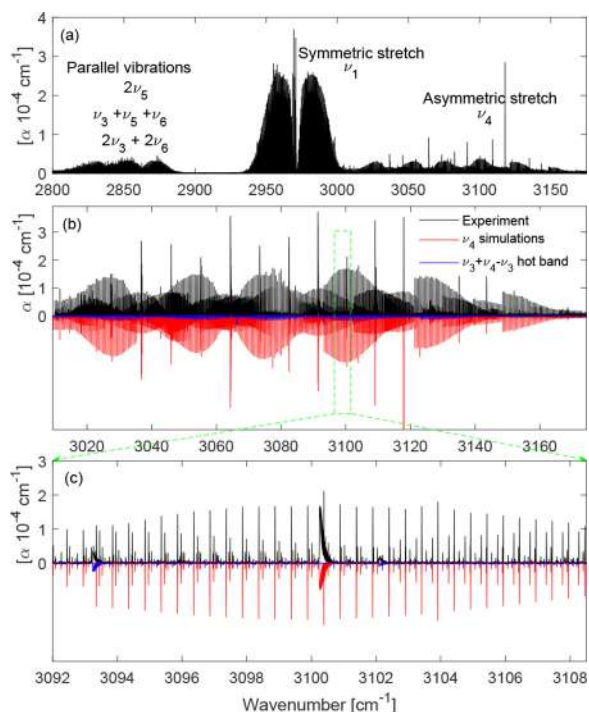 (a)
Parallel vibrations
2ν5
ν3 +ν5 + ν6
2ν3 + 2ν6
Symmetric stretch
ν1
Asymmetric stretch
ν4
[α 10-4 cm-1]
4
3
2
1
0
2800 2850 2900 2950 3000 3050 3100 3150
(b)
Experiment
ν4 simulations
ν3+ν4-ν3 hot band
α [10-4 cm-1]
3
2
1
0
3020 3040 3060 3080 3100 3120 3140 3160
(c)
[α 10-4 cm-1]
3
2
1
0
3092 3094 3096 3098 3100 3102 3104 3106 3108
Wavenumber [cm-1]